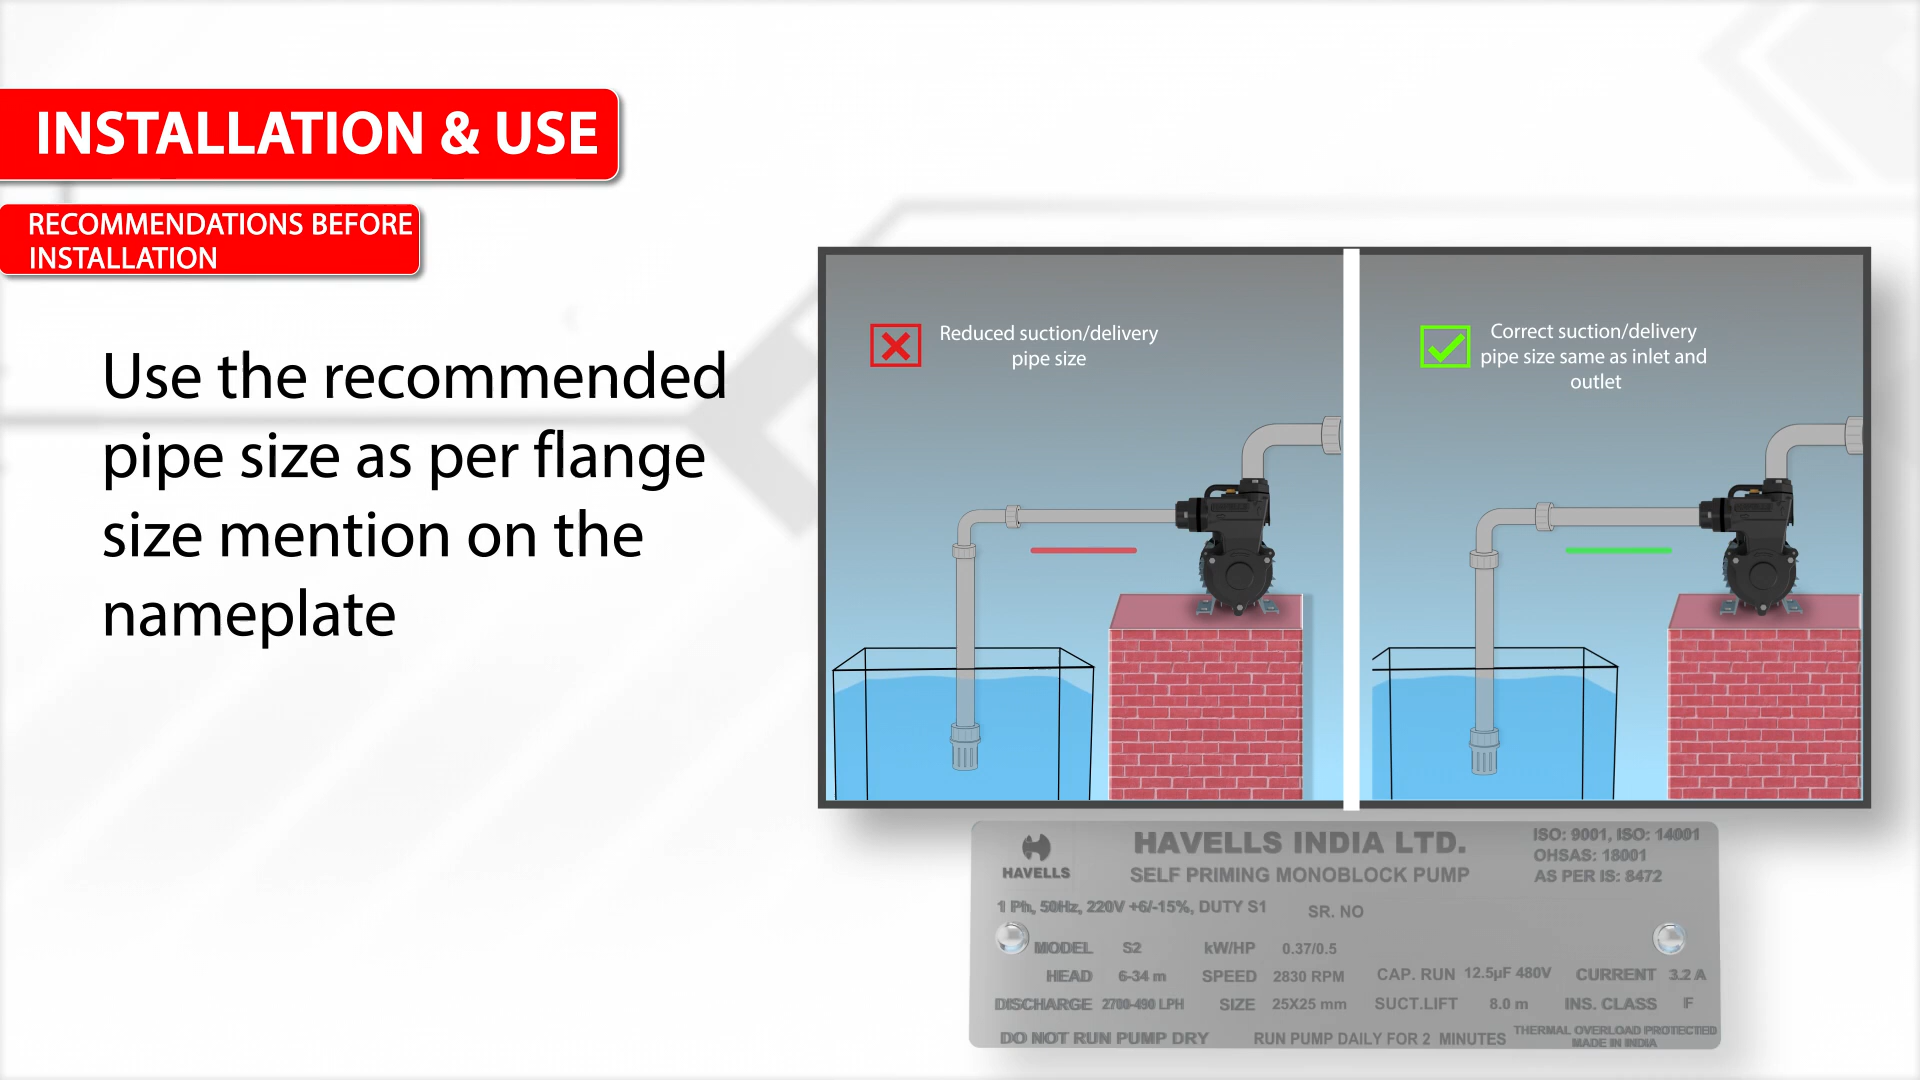 INSTALLATION & USE
RECOMMENDATIONS BEFORE
INSTALLATION
Use the recommended
pipe size as per flange
size mention on the
nameplate
Reduced suction/delivery
pipe size
Correct suction/delivery
pipe size same as inlet and
outlet
HAVELLS
HAVELLS INDIA LTD.
SELF PRIMING MONOBLOCK PUMP
ISO: 9001, ISO: 14001
OHSAS: 18001
AS PER IS: 8472
1 Ph, 50Hz, 220V +6/-15%, DUTY S1 SR. NO
MODEL S2 kW/HP 0.37/0.5
HEAD 6-34 m SPEED 2830 RPM CAP. RUN 12.5µF 480V CURRENT 3.2 A
DISCHARGE 2700-490 LPH SIZE 25X25 mm SUCT.LIFT 8.0 m INS. CLASS F
DO NOT RUN PUMP DRY RUN PUMP DAILY FOR 2 MINUTES THERMAL OVERLOAD PROTECTED
MADE IN INDIA